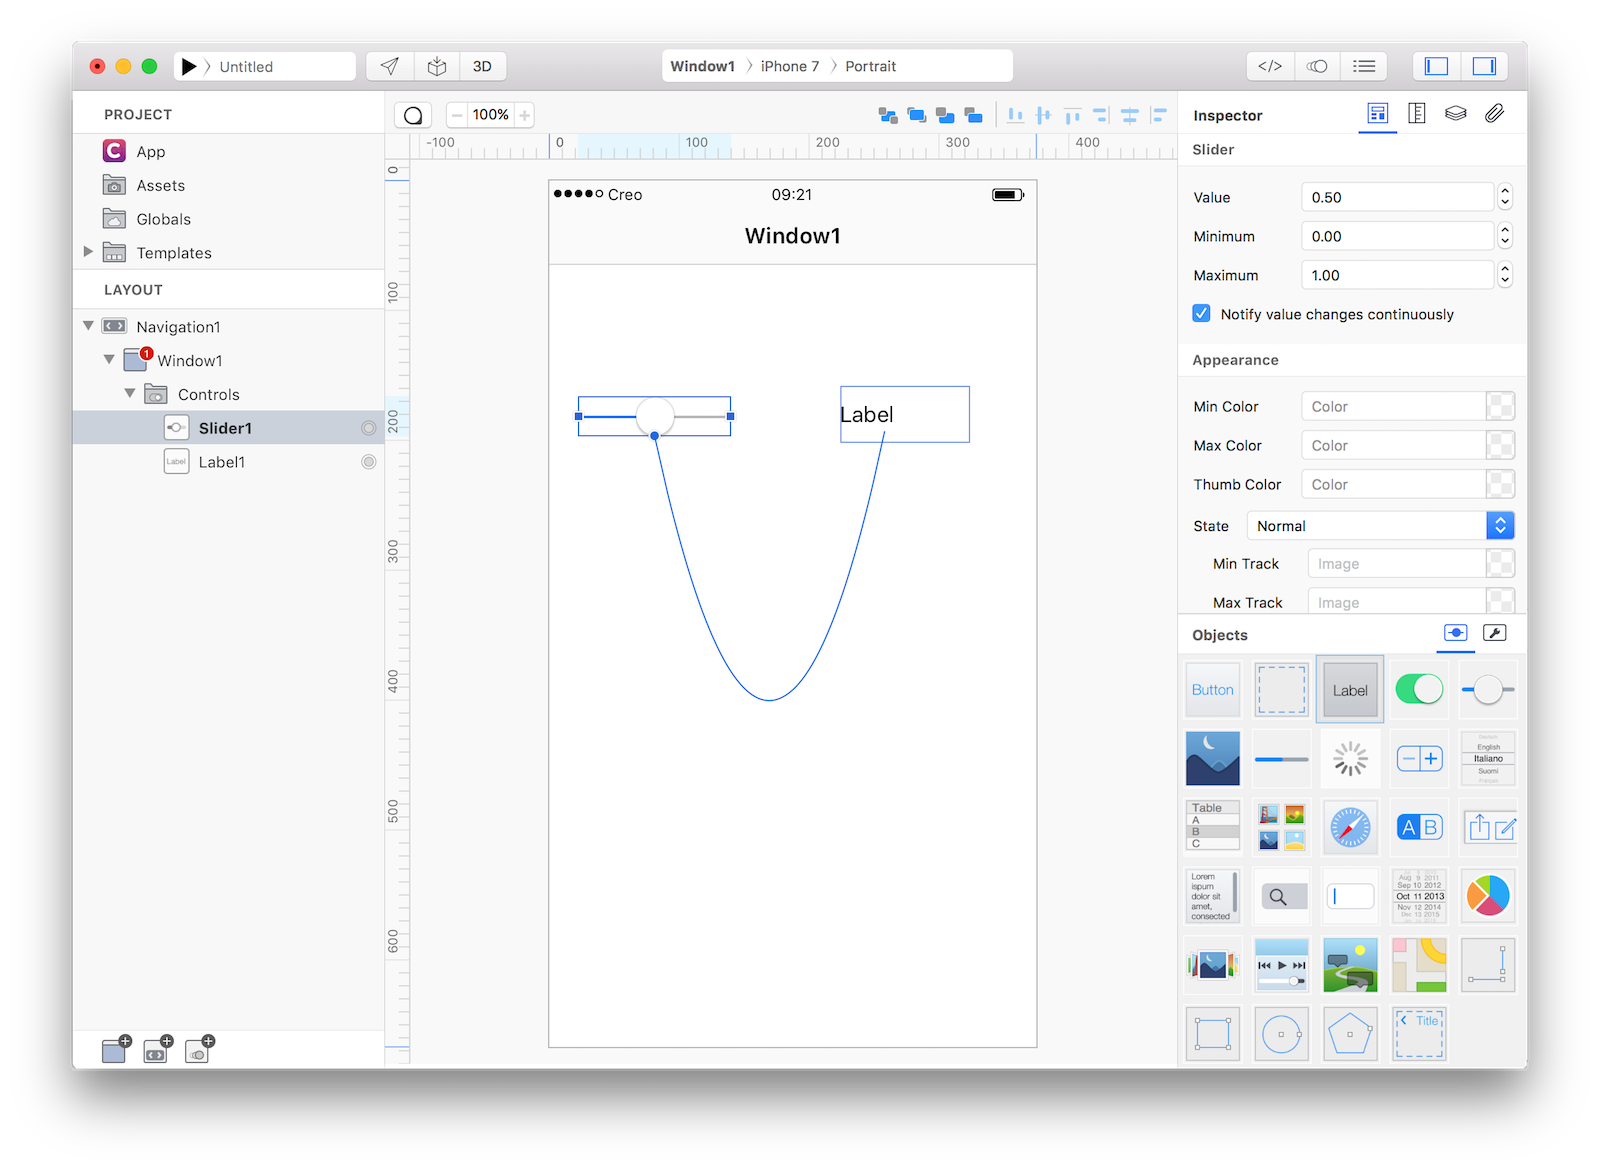 Untitled
3D
Window1 〉 iPhone 7 〉 Portrait
</>
PROJECT
App
Assets
Globals
Templates
LAYOUT
Navigation1
1
Window1
Controls
Slider1
Label
Label1
100%
-100 0 100 200 300 400
0
100
200
300
400
500
600
Creo 09:21
Window1
Label
Inspector
Slider
Value 0.50
Minimum 0.00
Maximum 1.00
Notify value changes continuously
Appearance
Min Color Color
Max Color Color
Thumb Color Color
State Normal
Min Track Image
Max Track Image
Objects
Button
Label
English
Italiano
Suomi
Table
A
B
C
A B
Lorem
ispum
dolor sit
amet,
consected
Aug 9 2011
Sep 10 2012
Oct 11 2013
Nov 12 2014
Dec 13 2015
Title